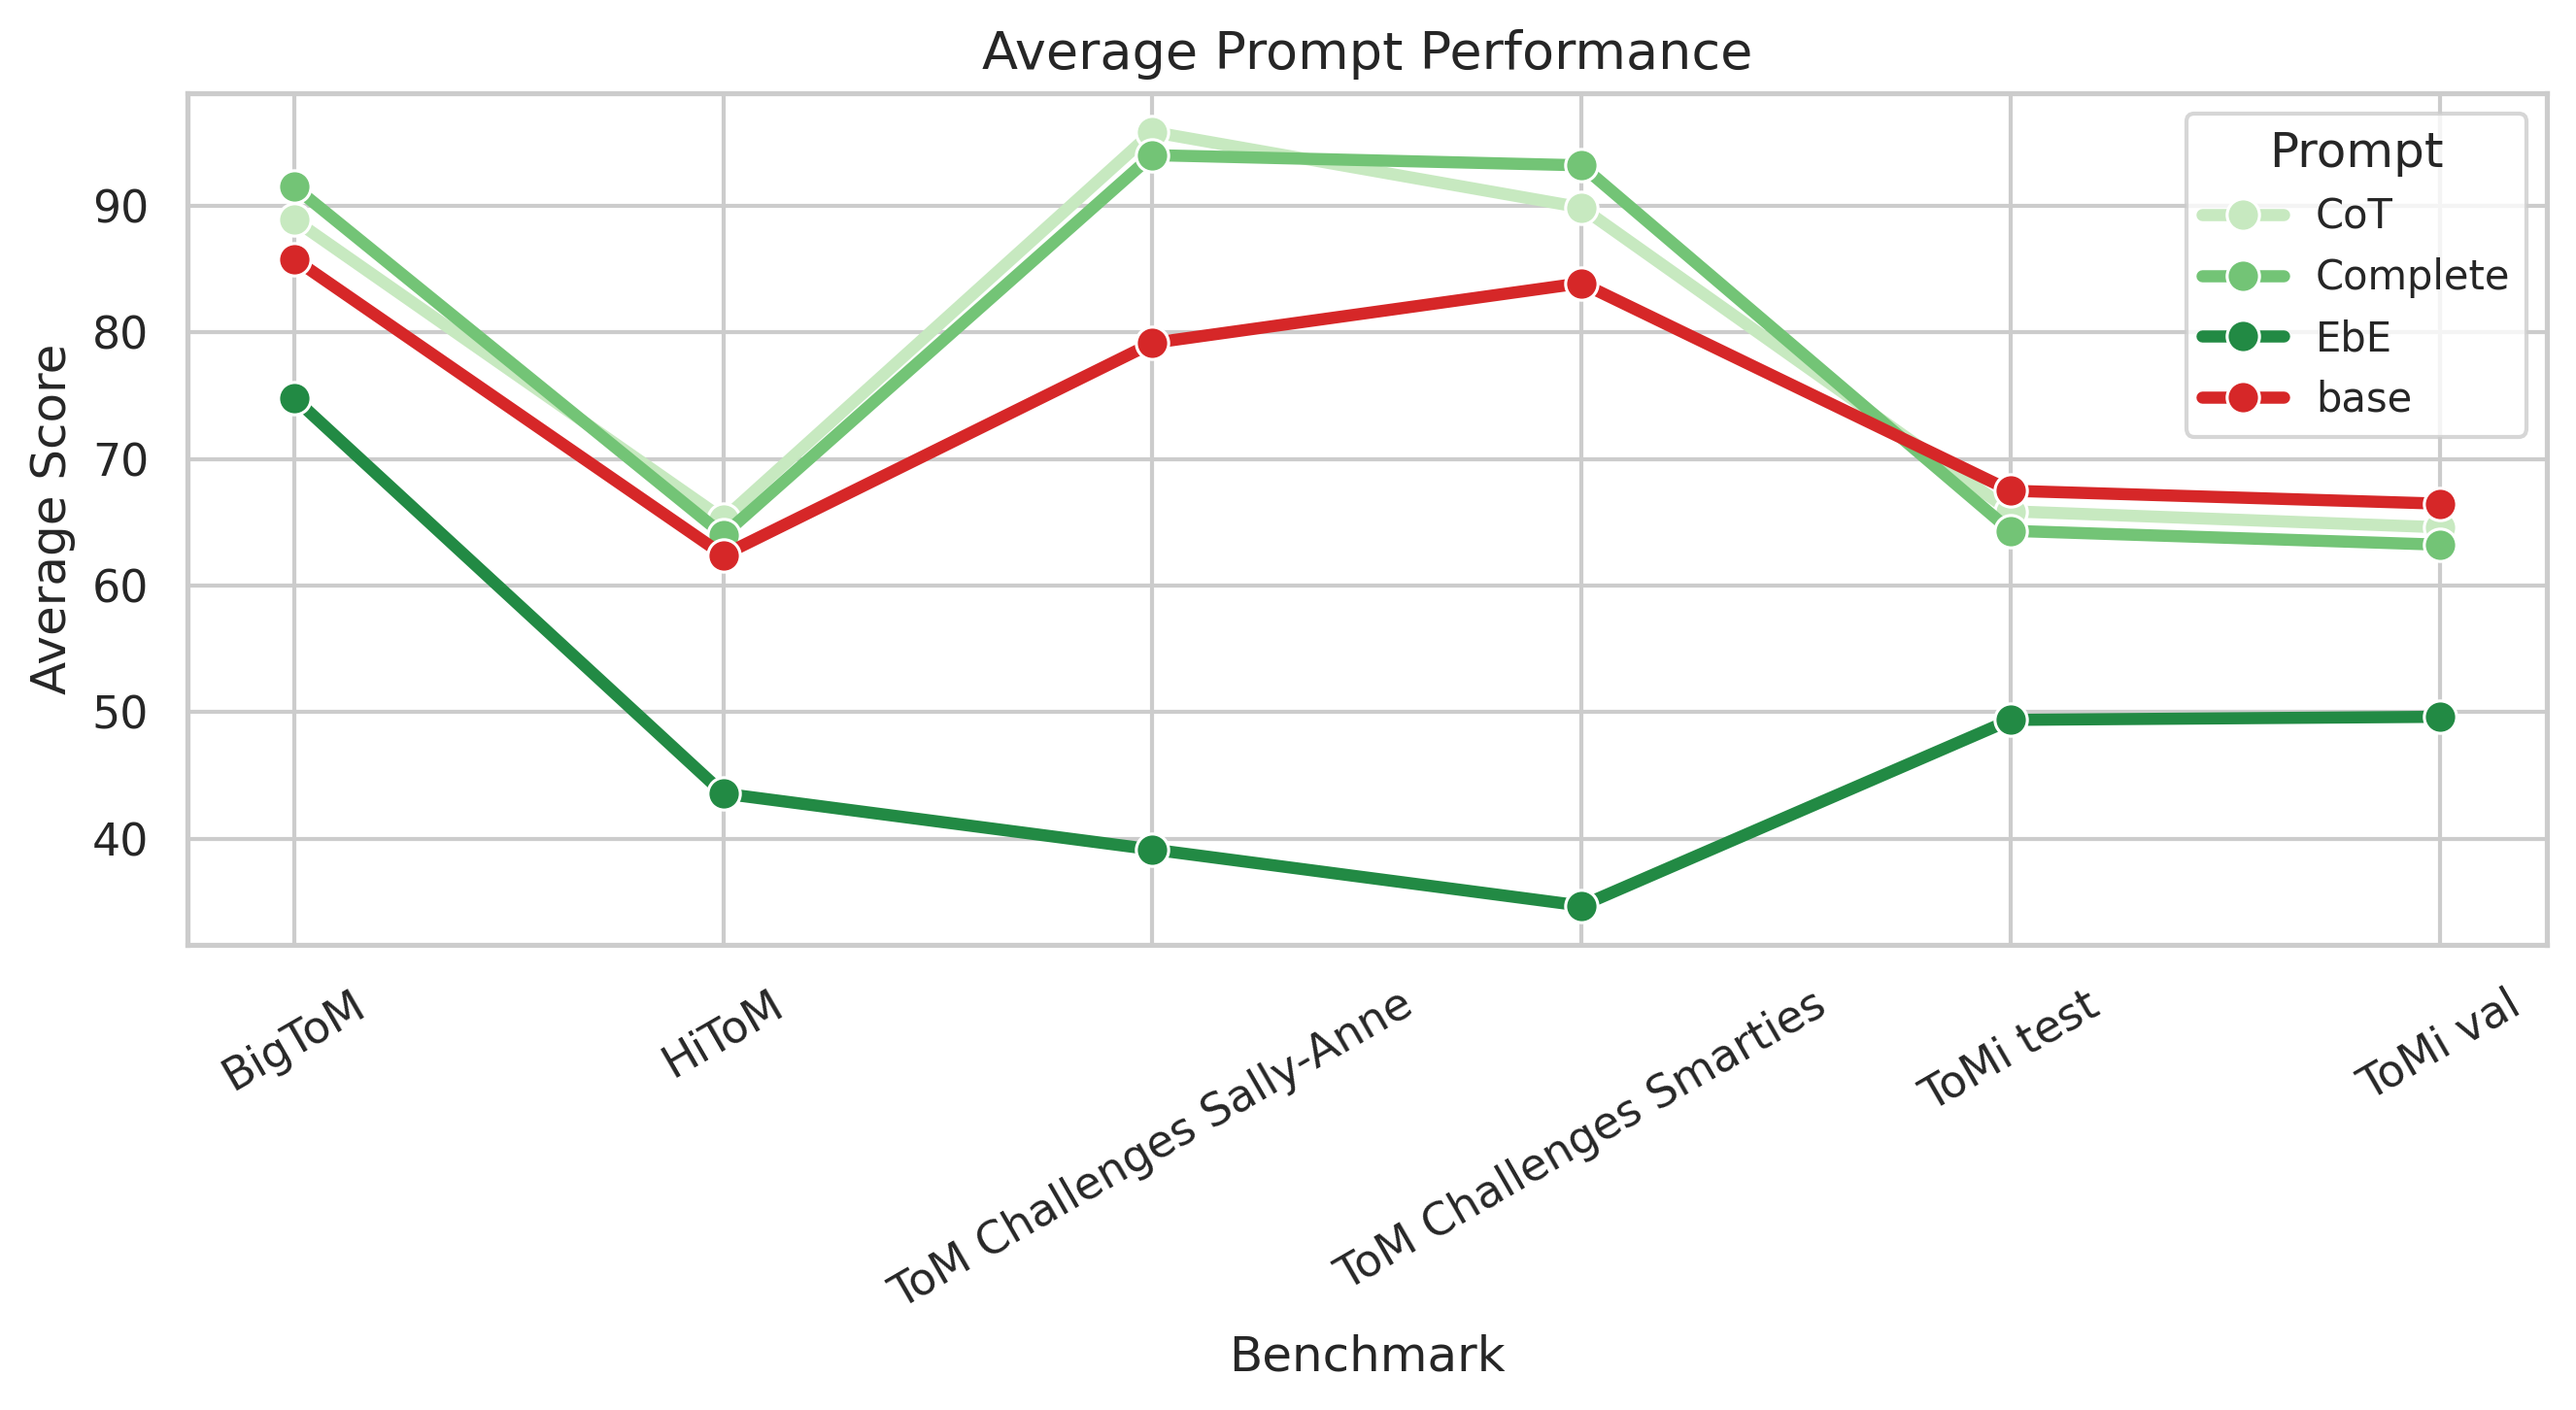 Average Prompt Performance
Average Score
90
80
70
60
50
40
Prompt
CoT
Complete
EbE
base
BigToM
HiToM
ToM Challenges Sally-Anne
ToM Challenges Smarties
ToMi test
ToMi val
Benchmark